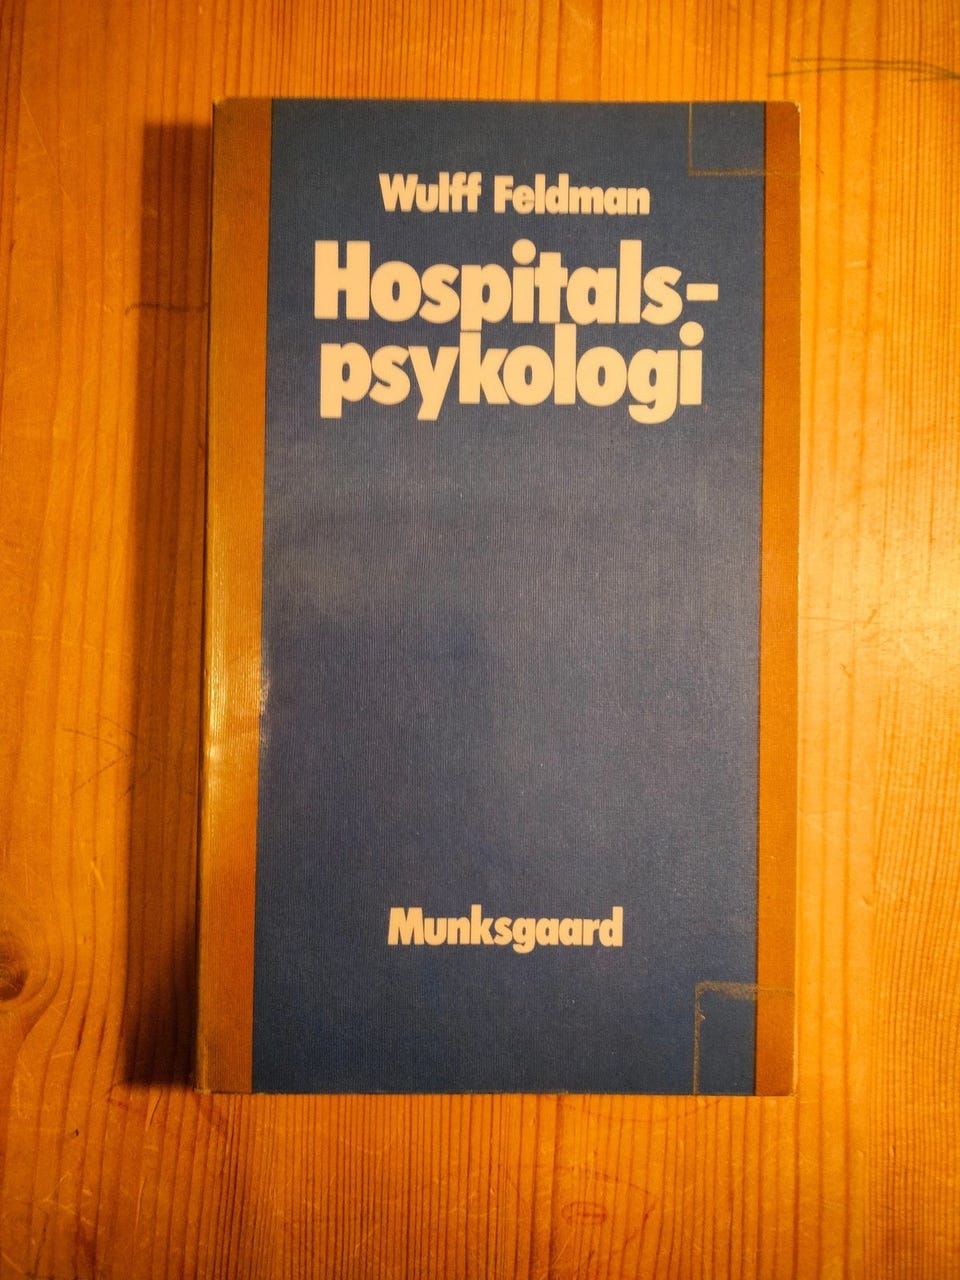 Wulff Feldman
Hospitals-
psykologi
Munksgaard